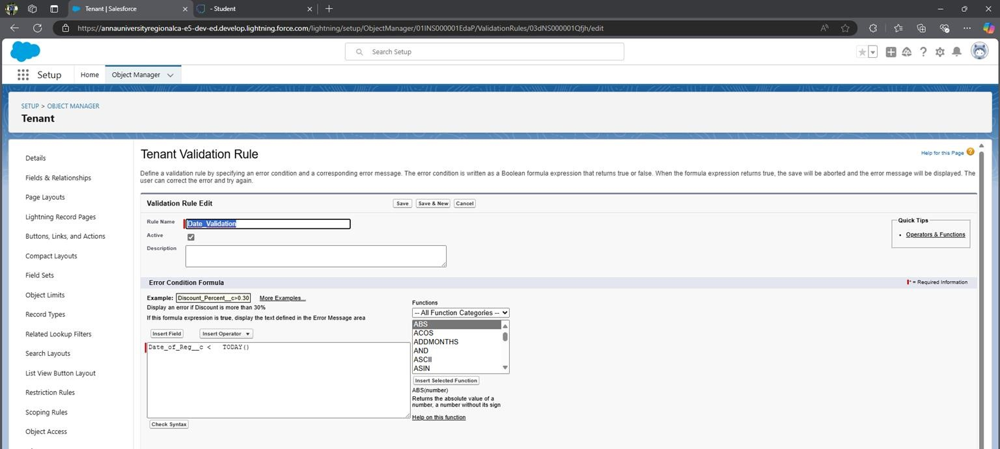 Tenant | Salesforce
- Student
https://annauniversityregionalca-e5-dev-ed.develop.lightning.force.com/lightning/setup/ObjectManager/01INS000001EdaP/ValidationRules/03dNS000001Qfjh/edit
Search Setup
Setup
Home
Object Manager
SETUP > OBJECT MANAGER
Tenant
Details
Fields & Relationships
Page Layouts
Lightning Record Pages
Buttons, Links, and Actions
Compact Layouts
Field Sets
Object Limits
Record Types
Related Lookup Filters
Search Layouts
List View Button Layout
Restriction Rules
Scoping Rules
Object Access
Tenant Validation Rule
Help for this Page
Define a validation rule by specifying an error condition and a corresponding error message. The error condition is written as a Boolean formula expression that returns true or false. When the formula expression returns true, the save will be aborted and the error message will be displayed. The
user can correct the error and try again.
Validation Rule Edit
Save
Save & New
Cancel
Rule Name
Date_Validation
Active
Description
Quick Tips
• Operators & Functions
Error Condition Formula
* = Required Information
Example: Discount_Percent__c>0.30 More Examples...
Display an error if Discount is more than 30%
If this formula expression is true, display the text defined in the Error Message area
Insert Field
Insert Operator
Date_of_Reg__c <   TODAY()
Check Syntax
Functions
-- All Function Categories --
ABS
ACOS
ADDMONTHS
AND
ASCII
ASIN
Insert Selected Function
ABS(number)
Returns the absolute value of a
number, a number without its sign
Help on this function